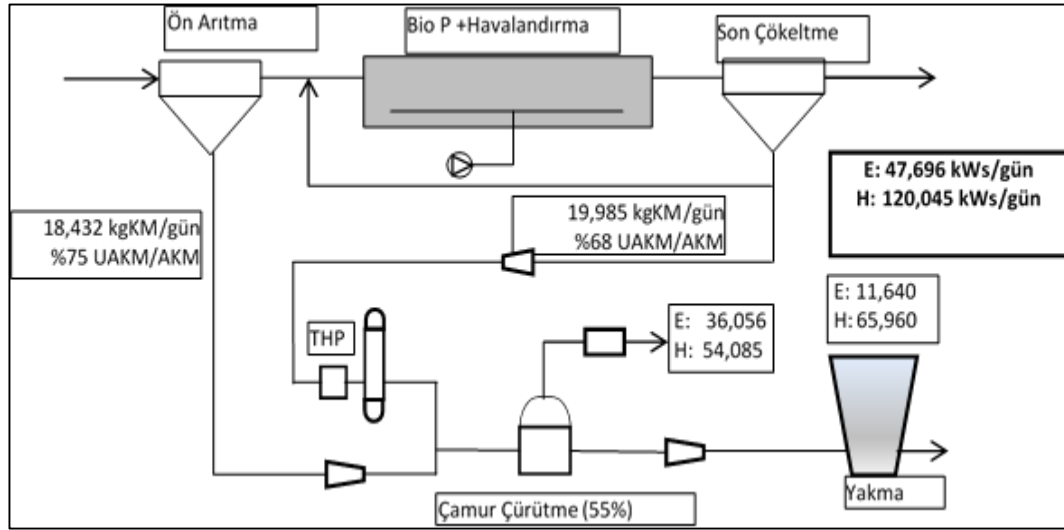 Ön Arıtma
Bio P +Havalandırma
Son Çökeltme
E: 47,696 kWs/gün
H: 120,045 kWs/gün
18,432 kgKM/gün
%75 UAKM/AKM
19,985 kgKM/gün
%68 UAKM/AKM
E: 11,640
H: 65,960
THP
E: 36,056
H: 54,085
Yakma
Çamur Çürütme (55%)